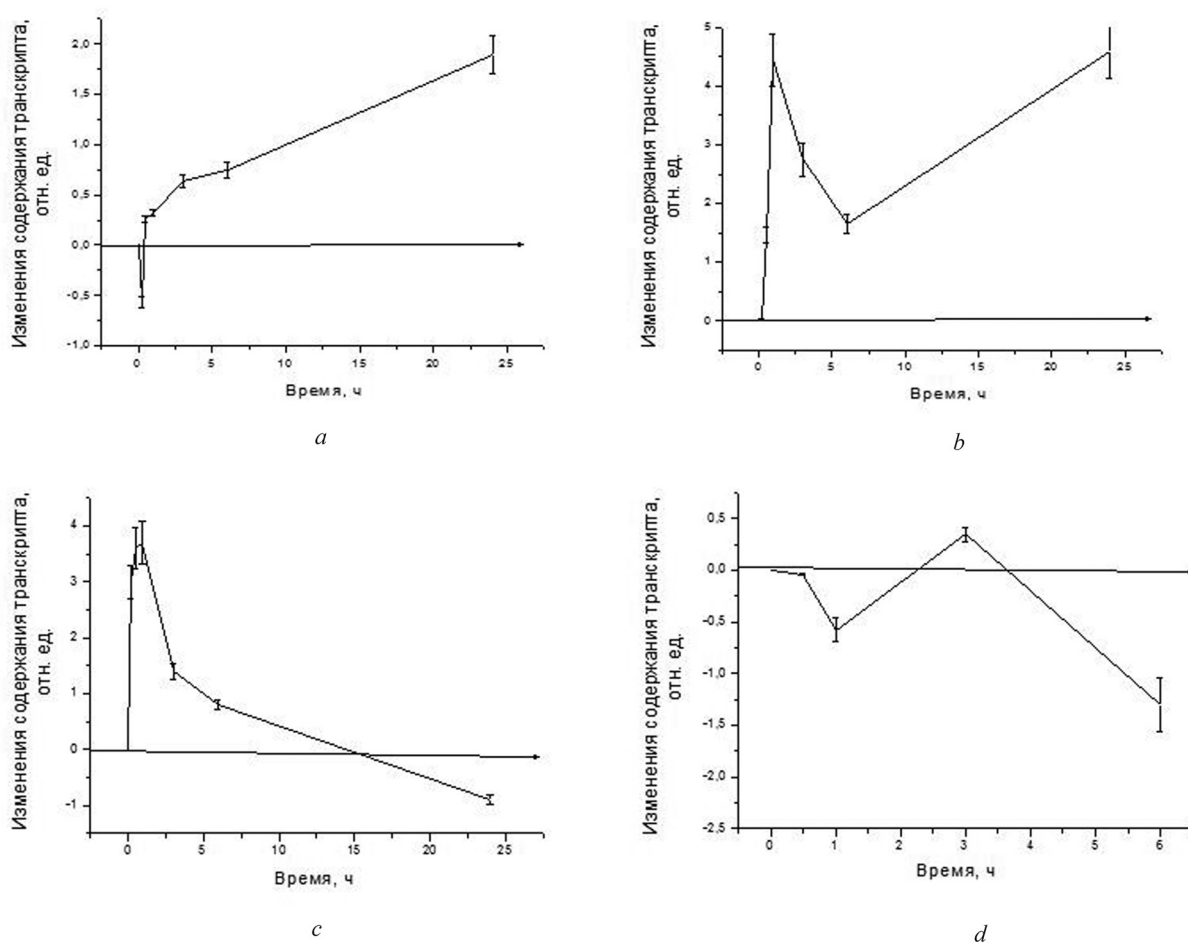 Изменения содержания транскрипта,
отн. ед.
2,0
1,5
1,0
0,5
0,0
-0,5
-1,0
0 5 10 15 20 25
Время, ч
a
Изменения содержания транскрипта,
отн. ед.
5
4
3
2
1
0
0 5 10 15 20 25
Время, ч
b
Изменения содержания транскрипта,
отн. ед.
4
3
2
1
0
-1
0 5 10 15 20 25
Время, ч
c
Изменения содержания транскрипта,
отн. ед.
0,5
0,0
-0,5
-1,0
-1,5
-2,0
-2,5
0 1 2 3 4 5 6
Время, ч
d